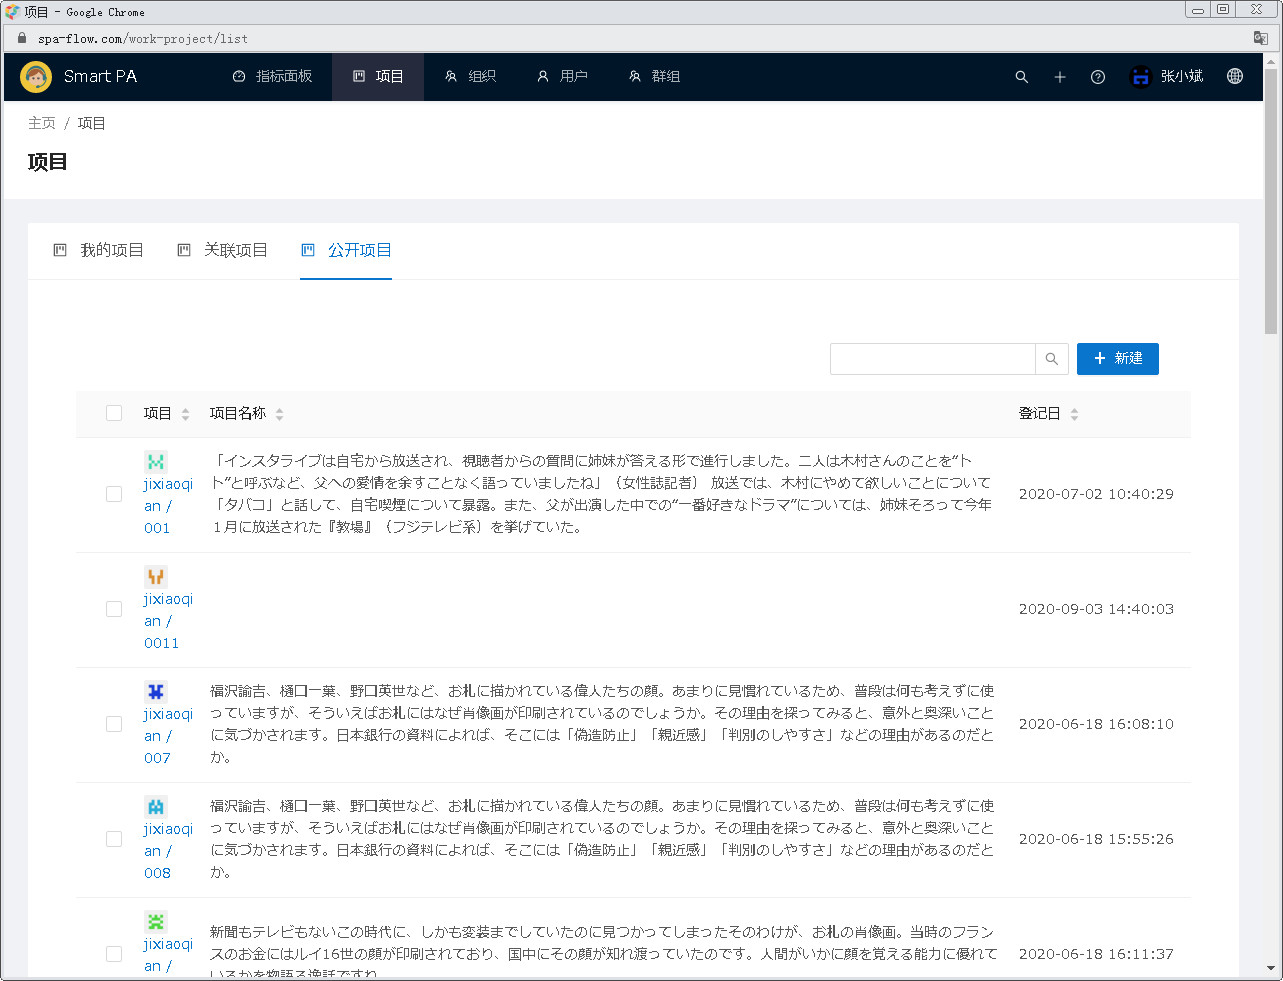 项目 - Google Chrome
spa-flow.com/work-project/list
Smart PA 指标面板 项目 组织 用户 群组 张小斌
主页 / 项目
项目
我的项目 关联项目 公开项目
新建
项目 项目名称 登记日
jixiaoqi
an /
001
「インスタライブは自宅から放送され、視聴者からの質問に姉妹が答える形で進行しました。二人は木村さんのことを“ト
ト”と呼ぶなど、父への愛情を余すことなく語っていましたね」（女性誌記者） 放送では、木村にやめて欲しいことについて
「タバコ」と話して、自宅喫煙について暴露。また、父が出演した中での“一番好きなドラマ”については、姉妹そろって今年
１月に放送された『教場』（フジテレビ系）を挙げていた。
2020-07-02 10:40:29
jixiaoqi
an /
0011
2020-09-03 14:40:03
jixiaoqi
an /
007
福沢諭吉、樋口一葉、野口英世など、お札に描かれている偉人たちの顔。あまりに見慣れているため、普段は何も考えずに使
っていますが、そういえばお札にはなぜ肖像画が印刷されているのでしょうか。その理由を探ってみると、意外と奥深いこと
に気づかされます。日本銀行の資料によれば、そこには「偽造防止」「親近感」「判別のしやすさ」などの理由があるのだと
か。
2020-06-18 16:08:10
jixiaoqi
an /
008
福沢諭吉、樋口一葉、野口英世など、お札に描かれている偉人たちの顔。あまりに見慣れているため、普段は何も考えずに使
っていますが、そういえばお札にはなぜ肖像画が印刷されているのでしょうか。その理由を探ってみると、意外と奥深いこと
に気づかされます。日本銀行の資料によれば、そこには「偽造防止」「親近感」「判別のしやすさ」などの理由があるのだと
か。
2020-06-18 15:55:26
jixiaoqi
an /
新聞もテレビもないこの時代に、しかも変装までしていたのに見つかってしまったそのわけが、お札の肖像画。当時のフラン
スのお金にはルイ16世の顔が印刷されており、国中にその顔が知れ渡っていたのです。人間がいかに顔を覚える能力に優れて
いるかを物語る逸話ですね
2020-06-18 16:11:37